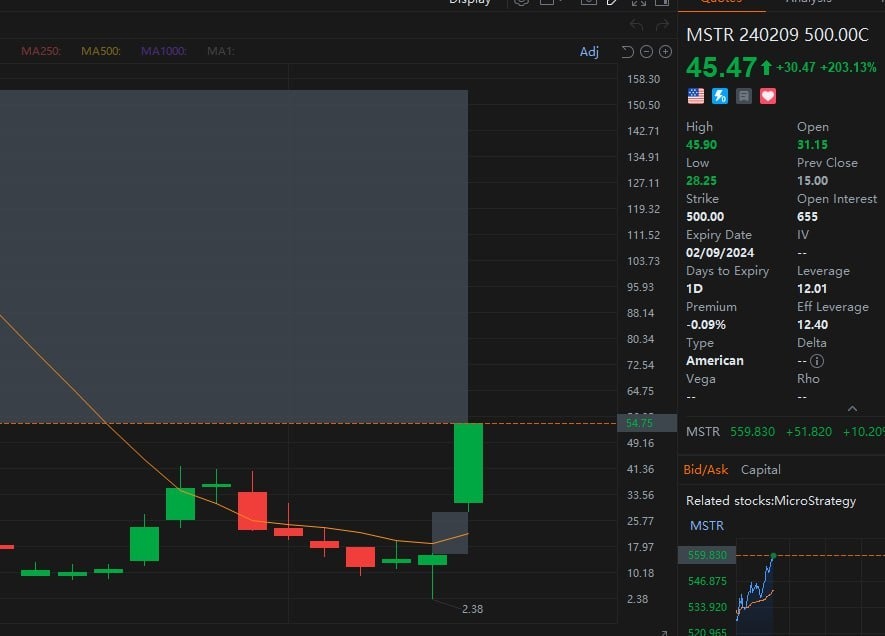 Display
Quotes Analysis
MSTR 240209 500.00C
45.47 +30.47 +203.13%
High Open
45.90 31.15
Low Prev Close
28.25 15.00
Strike Open Interest
500.00 655
Expiry Date IV
02/09/2024 --
Days to Expiry Leverage
1D 12.01
Premium Eff Leverage
-0.09% 12.40
Type Delta
American --
Vega Rho
-- --
MSTR 559.830 +51.820 +10.20%
Bid/Ask Capital
Related stocks:MicroStrategy
MSTR
559.830
546.875
533.920
520.965
MA250: MA500: MA1000: MA1:
Adj
158.30
150.50
142.71
134.91
127.11
119.32
111.52
103.73
95.93
88.14
80.34
72.54
64.75
54.75
49.16
41.36
33.56
25.77
17.97
10.18
2.38
2.38